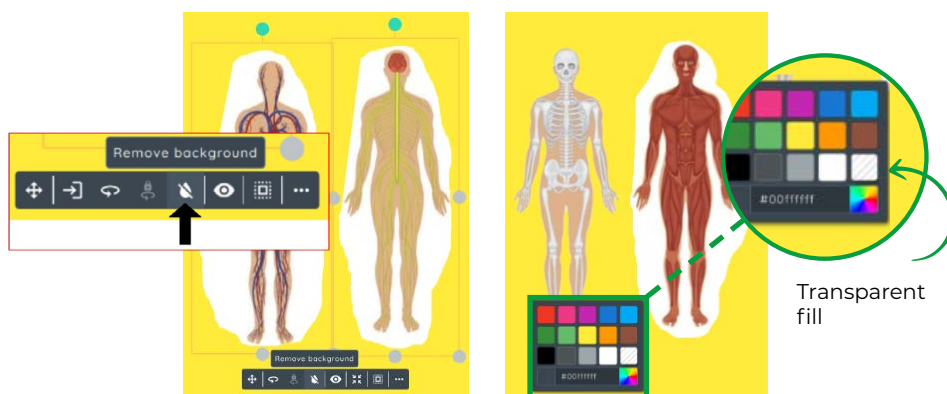 Remove background
Remove background
#00ffffff
#00ffffff
Transparent
fill